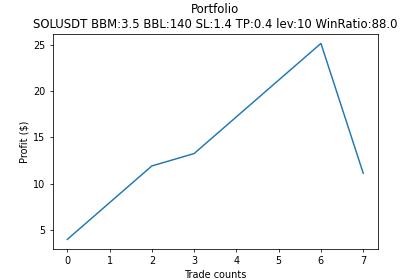 Portfolio
SOLUSDT BBM:3.5 BBL:140 SL:1.4 TP:0.4 lev:10 WinRatio:88.0
25
20
15
10
5
Profit ($)
0 1 2 3 4 5 6 7
Trade counts